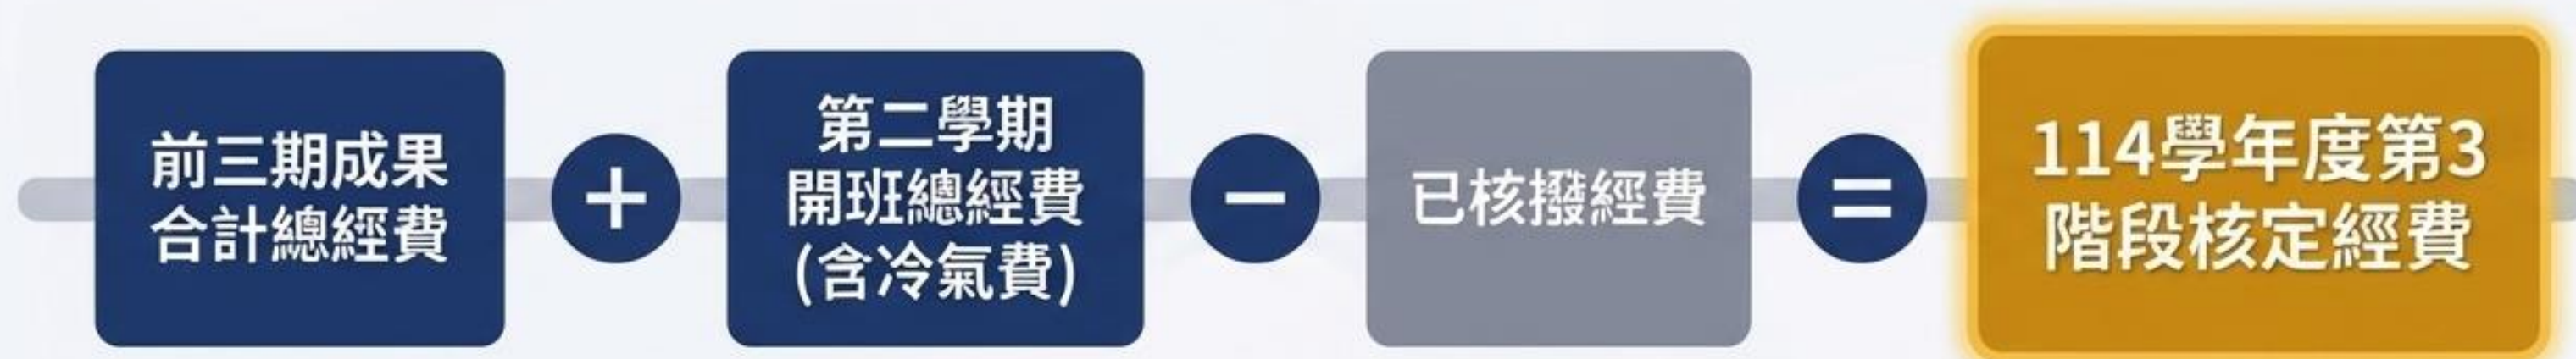 前三期成果
合計總經費
+
第二學期
開班總經費
(含冷氣費)
−
已核撥經費
=
114學年度第3
階段核定經費